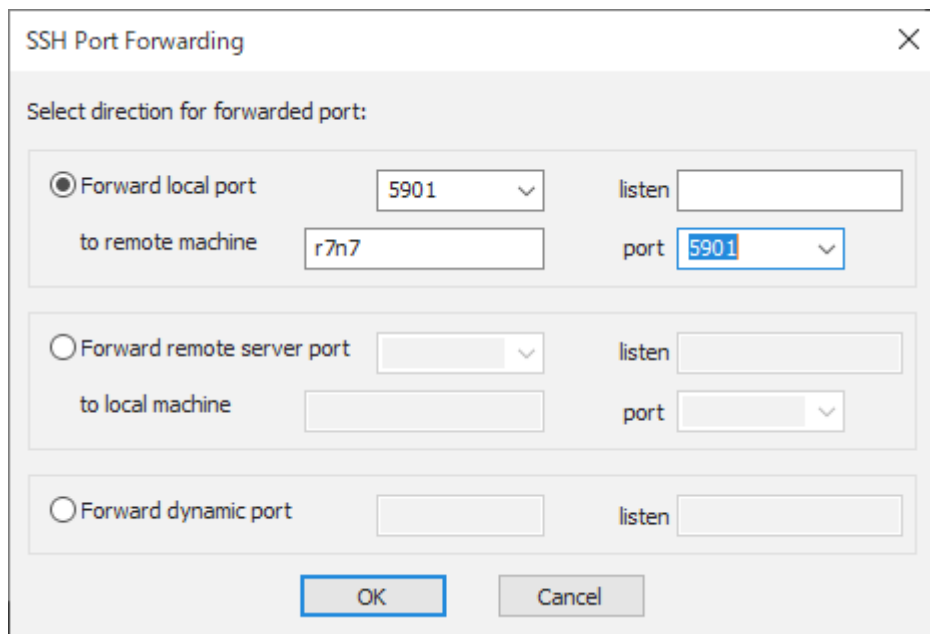 SSH Port Forwarding
Select direction for forwarded port:
Forward local port 5901 listen
to remote machine r7n7 port 5901
Forward remote server port listen
to local machine port
Forward dynamic port listen
OK Cancel